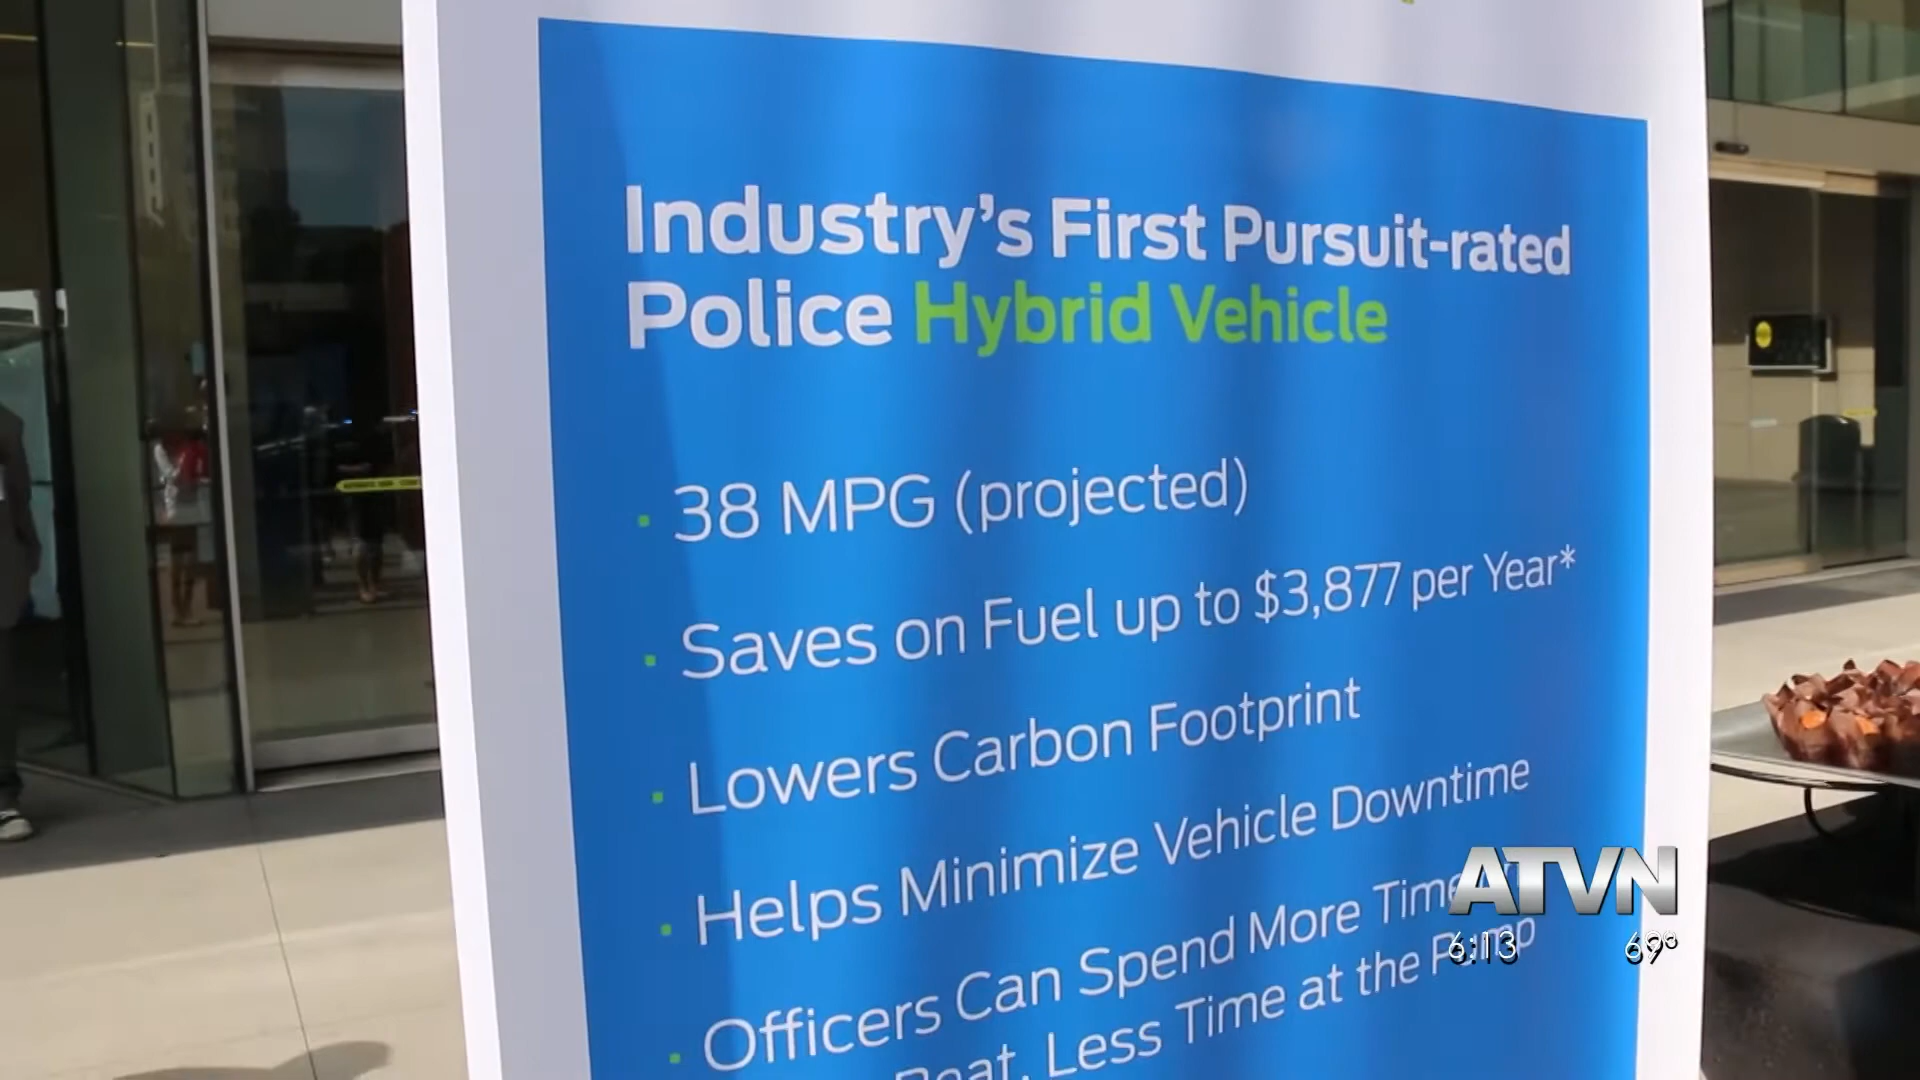 Industry's First Pursuit-rated
Police Hybrid Vehicle
· 38 MPG (projected)
· Saves on Fuel up to $3,877 per Year*
· Lowers Carbon Footprint
· Helps Minimize Vehicle Downtime
· Officers Can Spend More Time
Beat, Less Time at the Pump
ATVN
6:13 69°